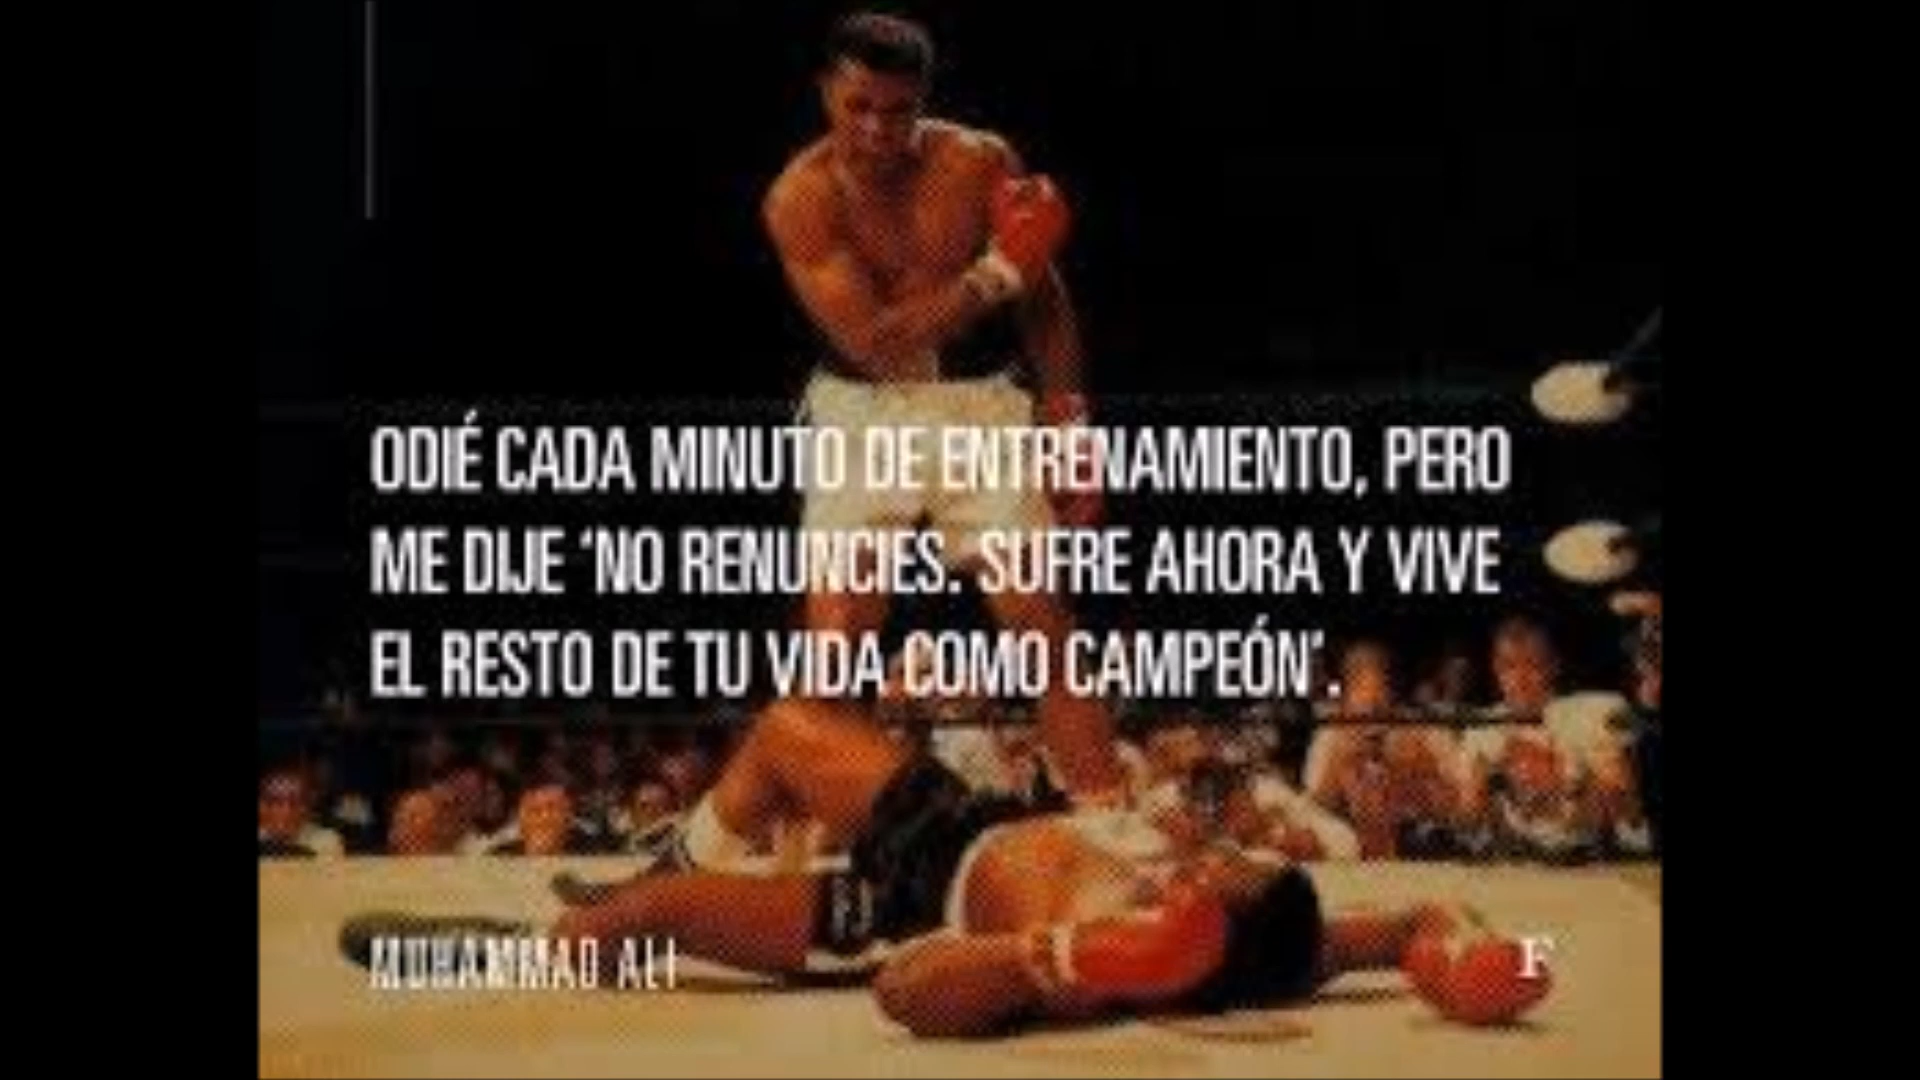 ODIÉ CADA MINUTO DE ENTRENAMIENTO, PERO
ME DIJE ‘NO RENUNCIES. SUFRE AHORA Y VIVE
EL RESTO DE TU VIDA COMO CAMPEÓN’.
MUHAMMAD ALI
F